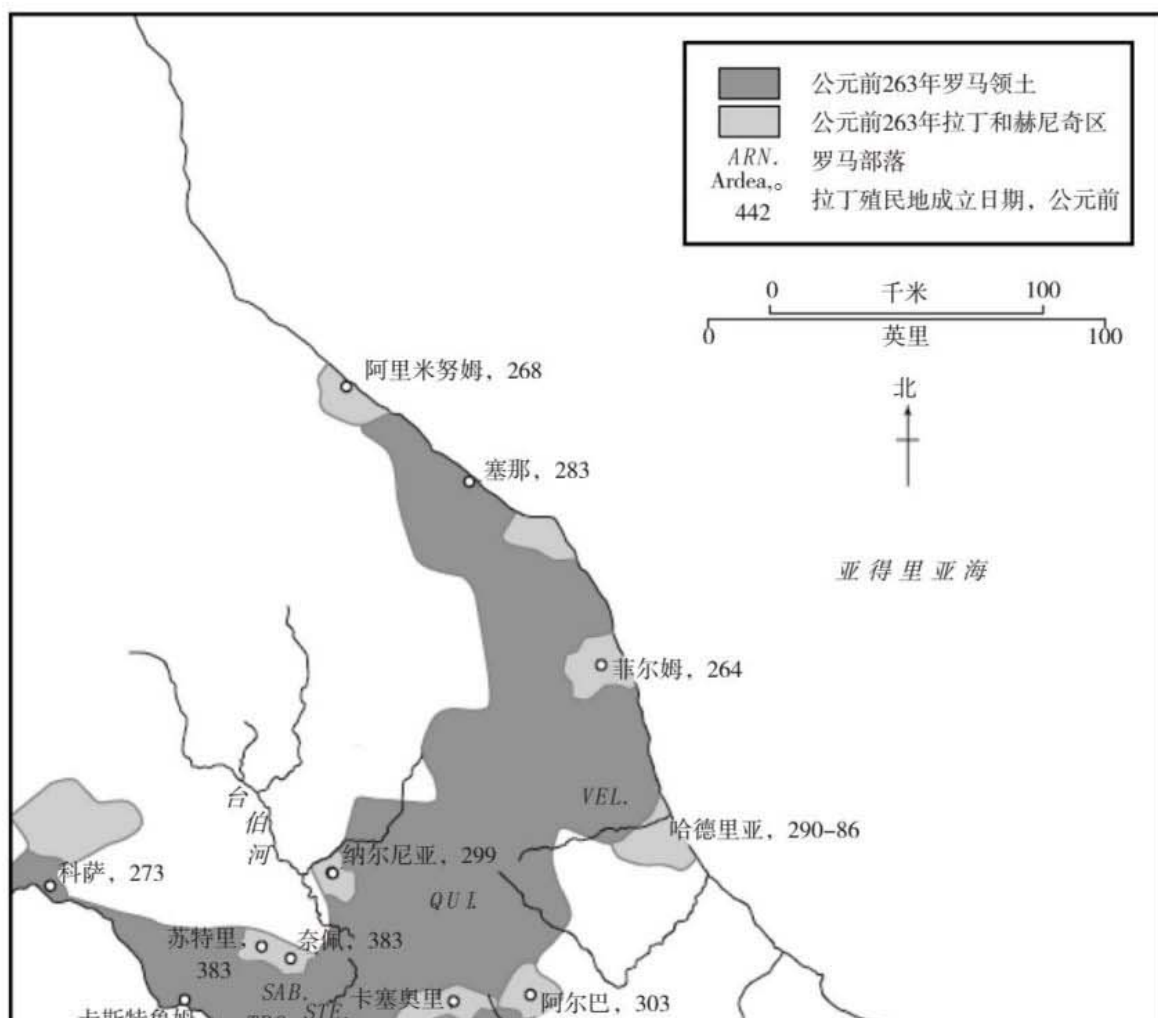 公元前263年罗马领土
公元前263年拉丁和赫尼奇区
ARN. 罗马部落
Ardea,。
442 拉丁殖民地成立日期，公元前
0 千米 100
0 英里 100
北
阿里米努姆，268
塞那，283
亚得里亚海
菲尔姆，264
VEL.
哈德里亚，290-86
台伯河
纳尔尼亚，299
科萨，273
QUI.
苏特里，
383
奈佩，383
SAB.
STE.
卡塞奥里
阿尔巴，303